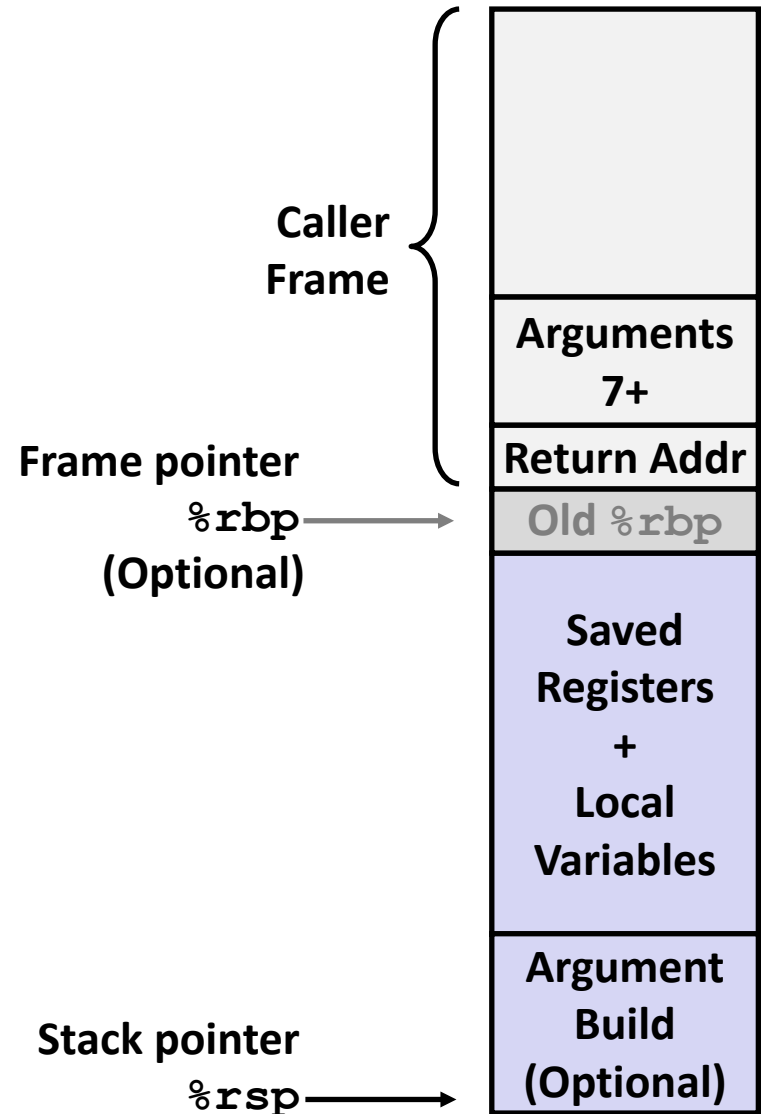 Caller
Frame
Arguments
7+
Return Addr
Frame pointer
%rbp
(Optional)
Old %rbp
Saved
Registers
+
Local
Variables
Argument
Build
(Optional)
Stack pointer
%rsp